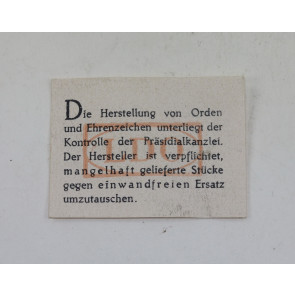 Die Herstellung von Orden
und Ehrenzeichen unterliegt der
Kontrolle der Präsidialkanzlei.
Der Hersteller ist verpflichtet,
mangelhaft gelieferte Stücke
gegen einwandfreien Ersatz
umzutauschen.
LDO